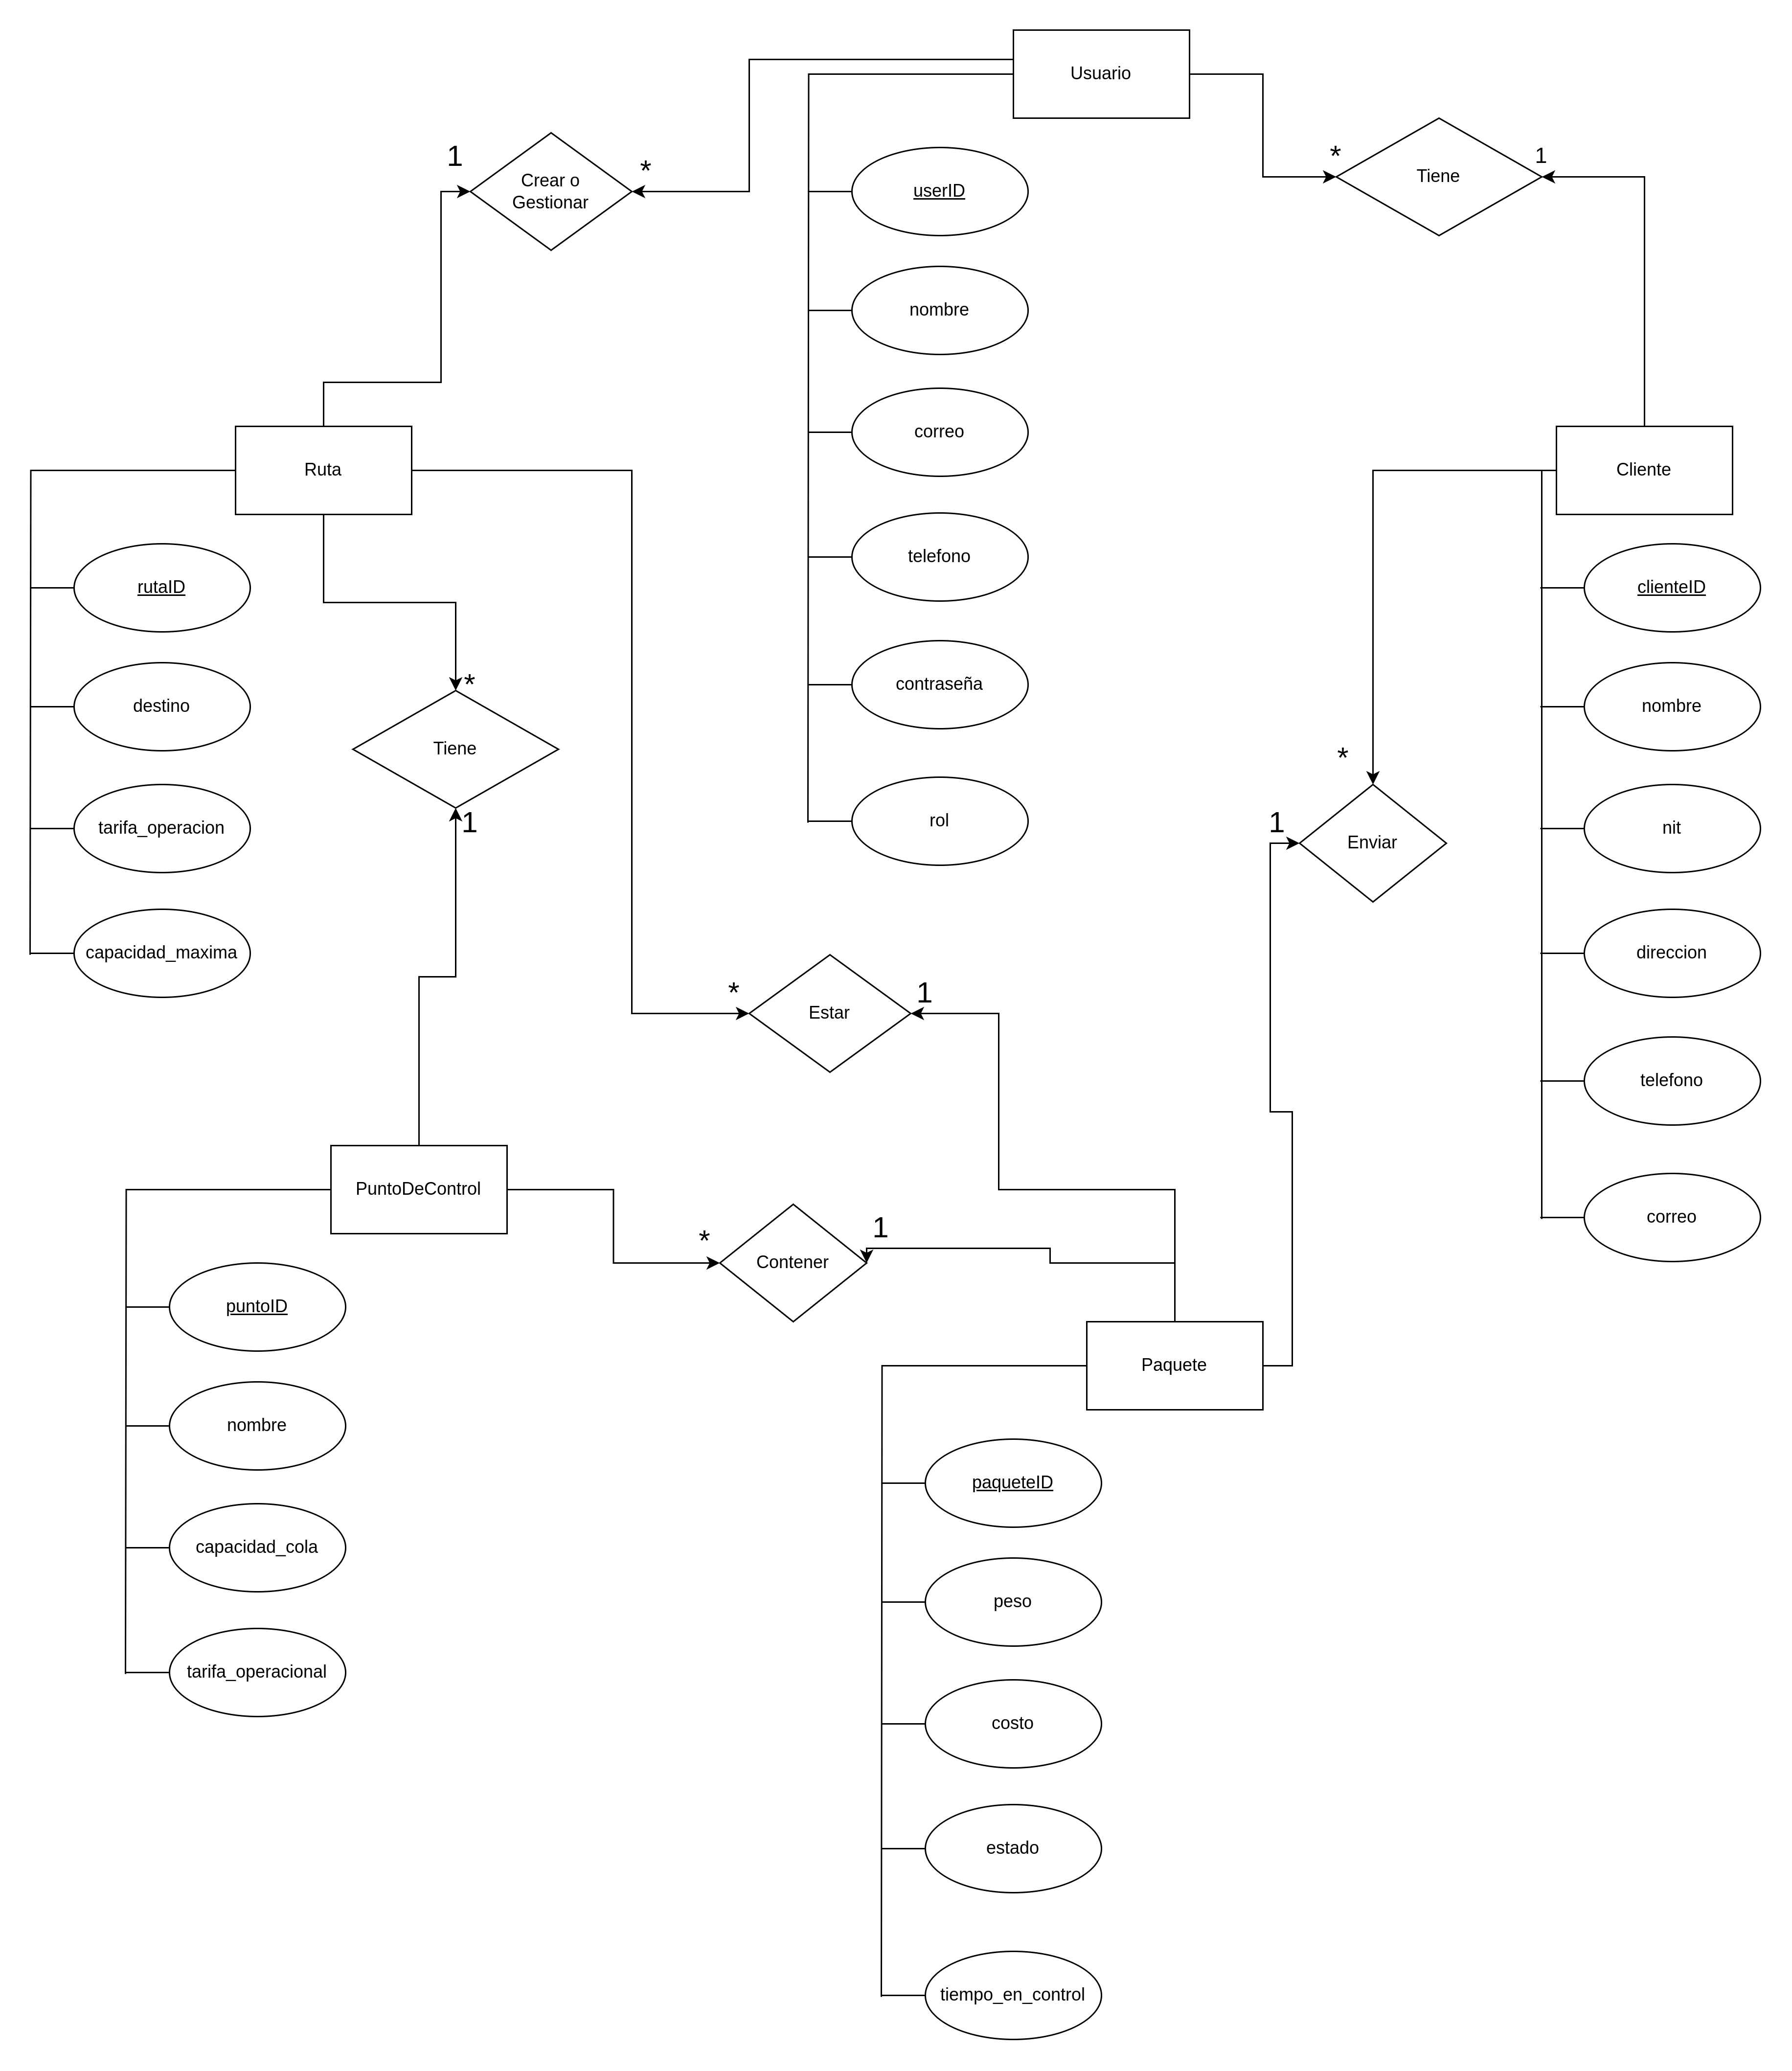 Usuario
1
Crear o
Gestionar
*
*
Tiene
1
userID
nombre
correo
telefono
contraseña
rol
Ruta
rutaID
destino
tarifa_operacion
capacidad_maxima
*
Tiene
1
Cliente
clienteID
nombre
nit
direccion
telefono
correo
*
1
Enviar
*
Estar
1
PuntoDeControl
puntoID
nombre
capacidad_cola
tarifa_operacional
*
Contener
1
Paquete
paqueteID
peso
costo
estado
tiempo_en_control